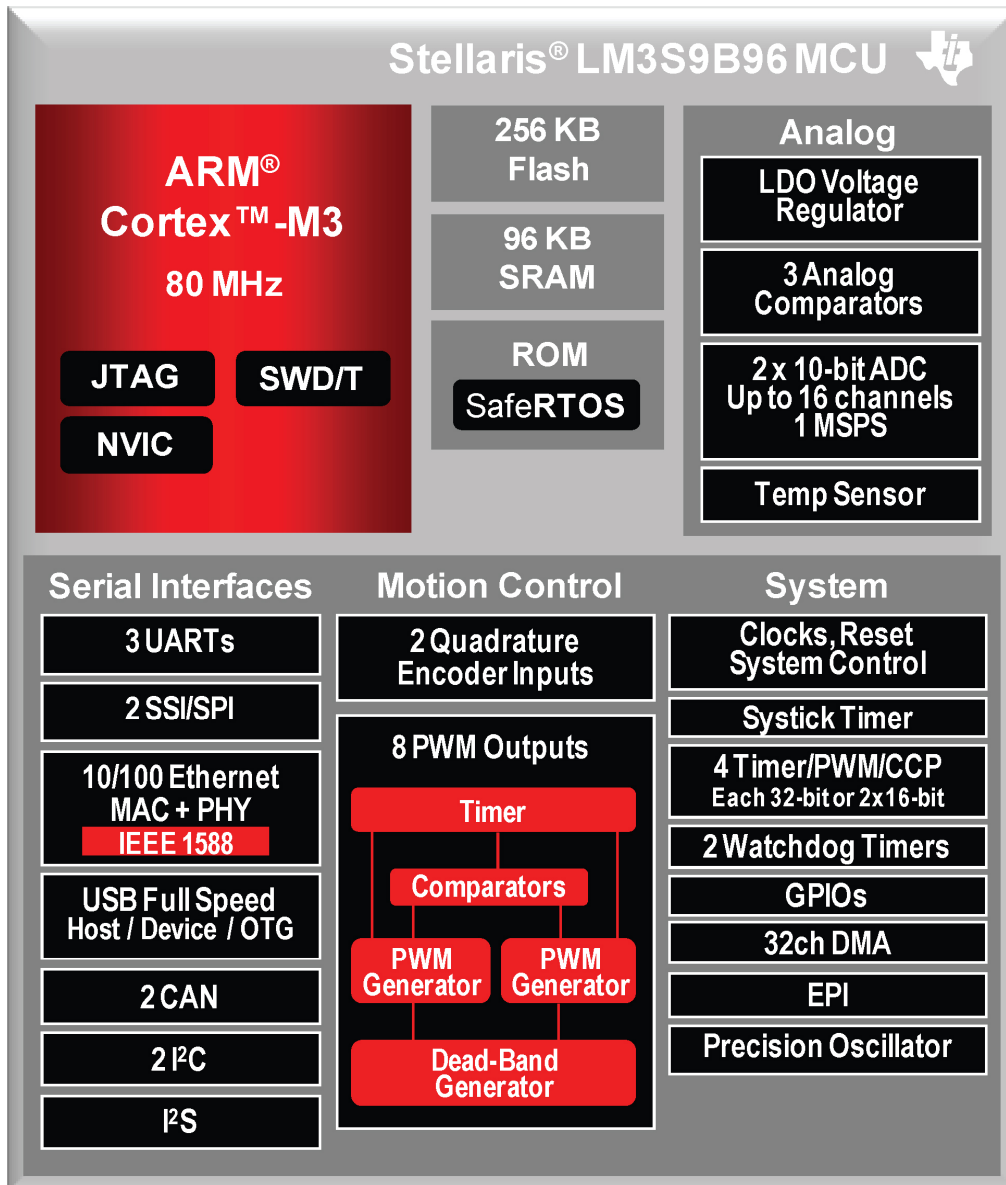 Stellaris® LM3S9B96 MCU
ARM®
Cortex™-M3
80 MHz
JTAG
SWD/T
NVIC
256 KB
Flash
96 KB
SRAM
ROM
SafeRTOS
Analog
LDO Voltage
Regulator
3 Analog
Comparators
2 x 10-bit ADC
Up to 16 channels
1 MSPS
Temp Sensor
Serial Interfaces
3 UARTs
2 SSI/SPI
10/100 Ethernet
MAC + PHY
IEEE 1588
USB Full Speed
Host / Device / OTG
2 CAN
2 I²C
I²S
Motion Control
2 Quadrature
Encoder Inputs
8 PWM Outputs
Timer
Comparators
PWM
Generator
PWM
Generator
Dead-Band
Generator
System
Clocks, Reset
System Control
Systick Timer
4 Timer/PWM/CCP
Each 32-bit or 2x16-bit
2 Watchdog Timers
GPIOs
32ch DMA
EPI
Precision Oscillator